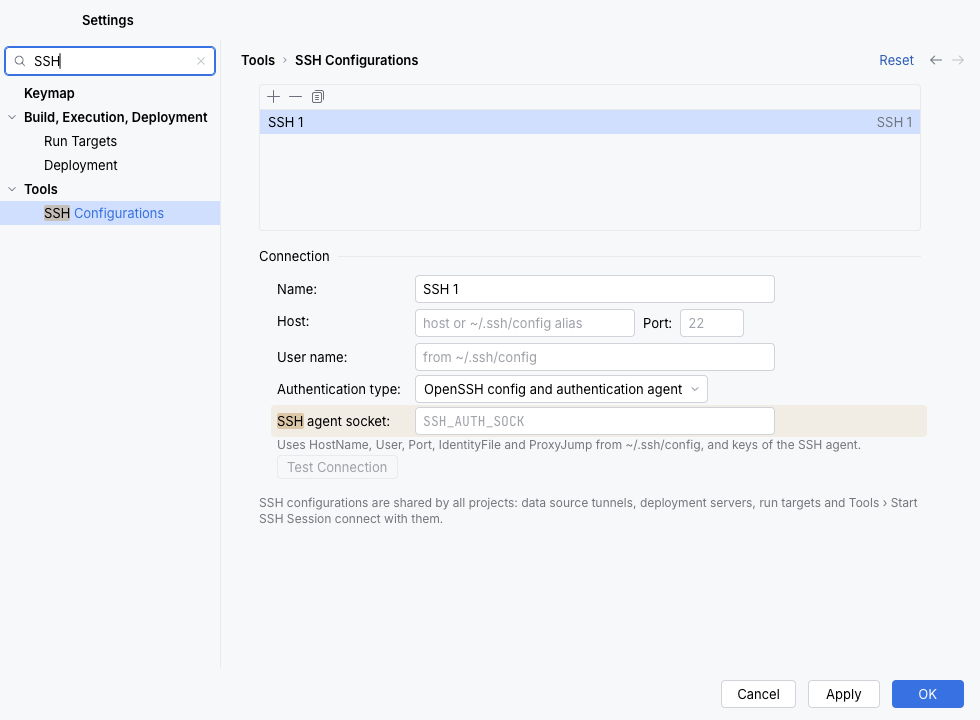 Settings
SSH
Keymap
Build, Execution, Deployment
Run Targets
Deployment
Tools
SSH Configurations
Tools › SSH Configurations
Reset
SSH 1 SSH 1
Connection
Name: SSH 1
Host: host or ~/.ssh/config alias Port: 22
User name: from ~/.ssh/config
Authentication type: OpenSSH config and authentication agent
SSH agent socket: SSH_AUTH_SOCK
Uses HostName, User, Port, IdentityFile and ProxyJump from ~/.ssh/config, and keys of the SSH agent.
Test Connection
SSH configurations are shared by all projects: data source tunnels, deployment servers, run targets and Tools › Start
SSH Session connect with them.
Cancel Apply OK